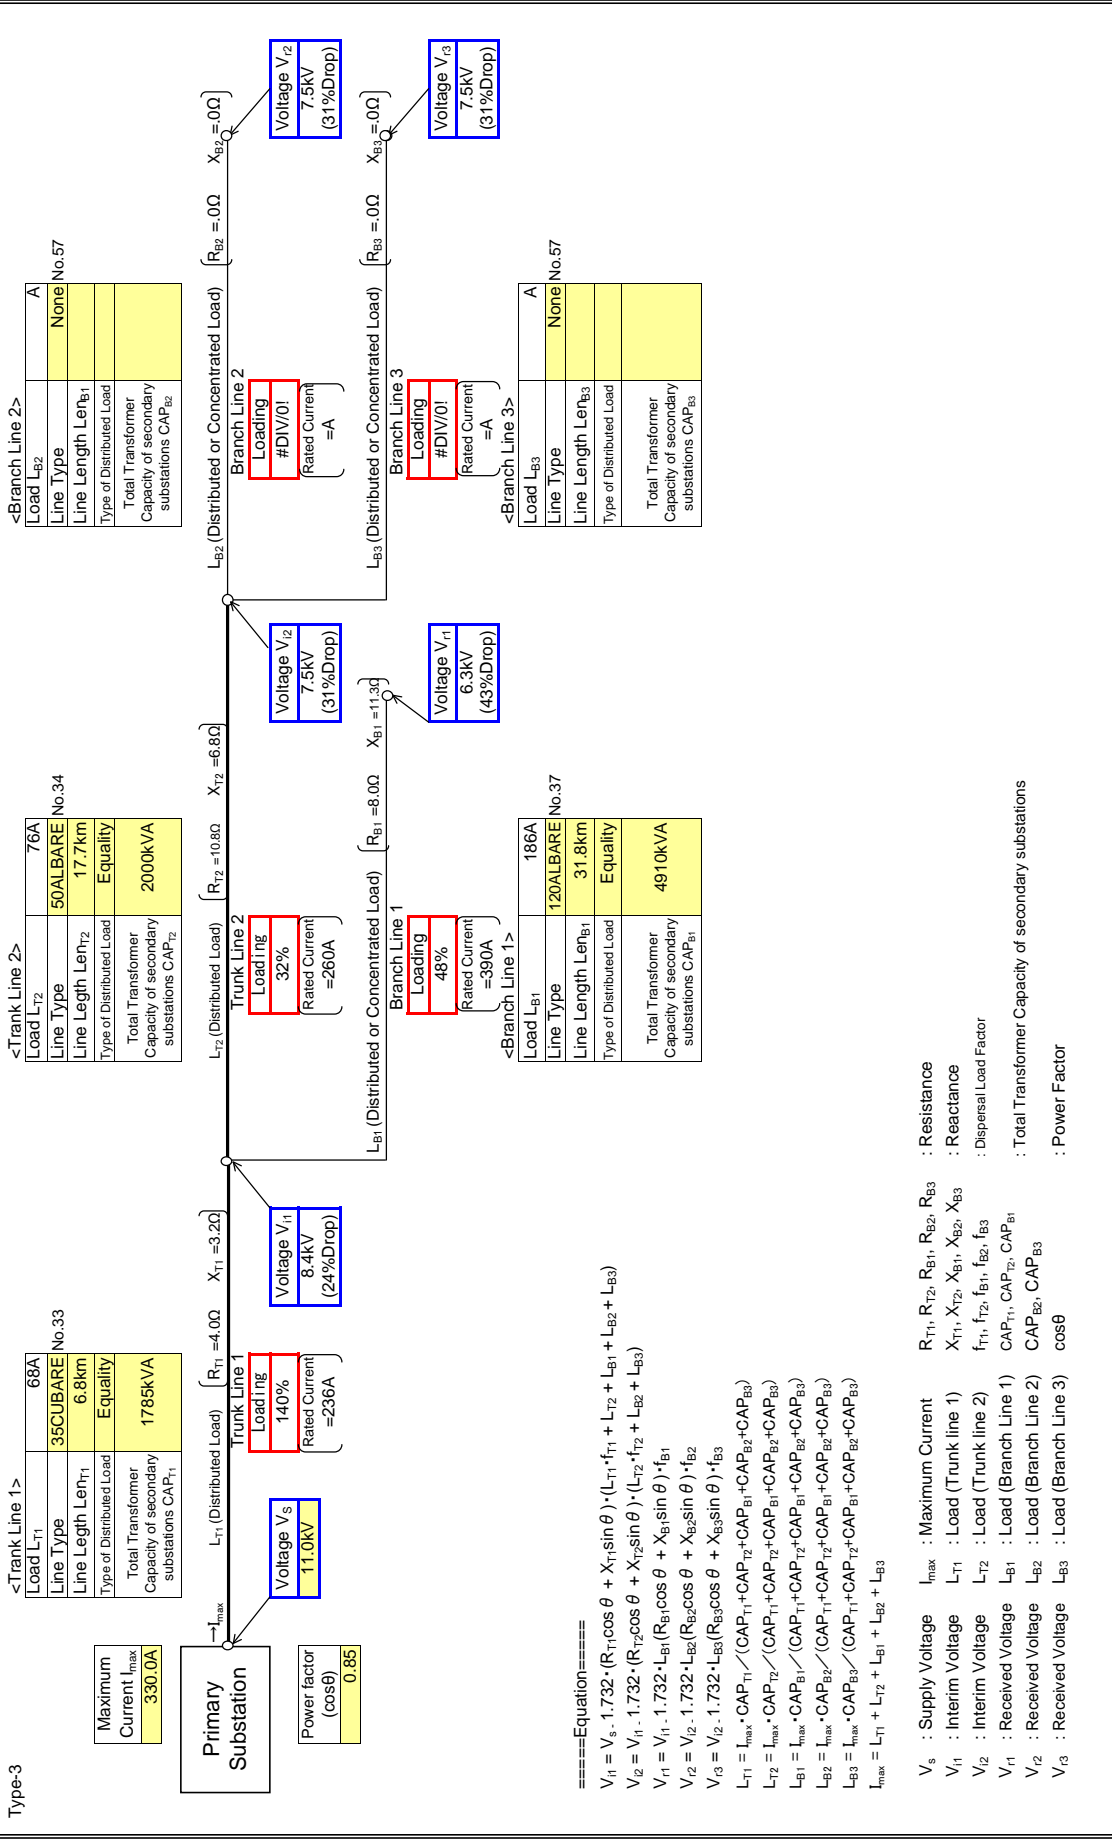 Type-3
Maximum
Current Imax
330.0A
Primary
Substation
Power factor
(cosθ)
0.85
→Imax
Voltage VS
11.0kV
<Trank Line 1>
Load LT1 68A
Line Type 35CUBARE No.33
Line Legth LenT1 6.8km
Type of Distributed Load Equality
Total Transformer
Capacity of secondary
substations CAPT1
1785kVA
LT1 (Distributed Load) RT1 =4.0Ω XT1 =3.2Ω
Trunk Line 1
Loading
140%
Rated Current
=236A
Voltage Vi1
8.4kV
(24%Drop)
<Trank Line 2>
Load LT2 76A
Line Type 50ALBARE No.34
Line Legth LenT2 17.7km
Type of Distributed Load Equality
Total Transformer
Capacity of secondary
substations CAPT2
2000kVA
LT2 (Distributed Load) RT2 =10.8Ω XT2 =6.8Ω
Trunk Line 2
Loading
32%
Rated Current
=260A
Voltage Vi2
7.5kV
(31%Drop)
LB1 (Distributed or Concentrated Load) RB1 =8.0Ω XB1 =11.3Ω
Branch Line 1
Loading
48%
Rated Current
=390A
Voltage Vr1
6.3kV
(43%Drop)
<Branch Line 1>
Load LB1 186A
Line Type 120ALBARE No.37
Line Length LenB1 31.8km
Type of Distributed Load Equality
Total Transformer
Capacity of secondary
substations CAPB1
4910kVA
<Branch Line 2>
Load LB2 A
Line Type None No.57
Line Length LenB1
Type of Distributed Load
Total Transformer
Capacity of secondary
substations CAPB2
LB2 (Distributed or Concentrated Load) RB2 =.0Ω XB2 =.0Ω
Branch Line 2
Loading
#DIV/0!
Rated Current
=A
Voltage Vr2
7.5kV
(31%Drop)
LB3 (Distributed or Concentrated Load) RB3 =.0Ω XB3 =.0Ω
Branch Line 3
Loading
#DIV/0!
Rated Current
=A
Voltage Vr3
7.5kV
(31%Drop)
<Branch Line 3>
Load LB3 A
Line Type None No.57
Line Length LenB3
Type of Distributed Load
Total Transformer
Capacity of secondary
substations CAPB3
=====Equation=====
Vi1 = VS - 1.732・(RT1cosθ + XT1sinθ)・(LT1・fT1 + LT2 + LB1 + LB2 + LB3)
Vi2 = Vi1 - 1.732・(RT2cosθ + XT2sinθ)・(LT2・fT2 + LB2 + LB3)
Vr1 = Vi1 - 1.732・LB1(RB1cosθ + XB1sinθ)・fB1
Vr2 = Vi2 - 1.732・LB2(RB2cosθ + XB2sinθ)・fB2
Vr3 = Vi2 - 1.732・LB3(RB3cosθ + XB3sinθ)・fB3
LT1 = Imax・CAPT1／(CAPT1+CAPT2+CAPB1+CAPB2+CAPB3)
LT2 = Imax・CAPT2／(CAPT1+CAPT2+CAPB1+CAPB2+CAPB3)
LB1 = Imax・CAPB1／(CAPT1+CAPT2+CAPB1+CAPB2+CAPB3)
LB2 = Imax・CAPB2／(CAPT1+CAPT2+CAPB1+CAPB2+CAPB3)
LB3 = Imax・CAPB3／(CAPT1+CAPT2+CAPB1+CAPB2+CAPB3)
Imax = LT1 + LT2 + LB1 + LB2 + LB3
Vs : Supply Voltage Imax : Maximum Current RT1, RT2, RB1, RB2, RB3 : Resistance
Vi1 : Interim Voltage LT1 : Load (Trunk line 1) XT1, XT2, XB1, XB2, XB3 : Reactance
Vi2 : Interim Voltage LT2 : Load (Trunk line 2) fT1, fT2, fB1, fB2, fB3 : Dispersal Load Factor
Vr1 : Received Voltage LB1 : Load (Branch Line 1) CAPT1, CAPT2, CAPB1 : Total Transformer Capacity of secondary substations
Vr2 : Received Voltage LB2 : Load (Branch Line 2) CAPB2, CAPB3
Vr3 : Received Voltage LB3 : Load (Branch Line 3) cosθ : Power Factor